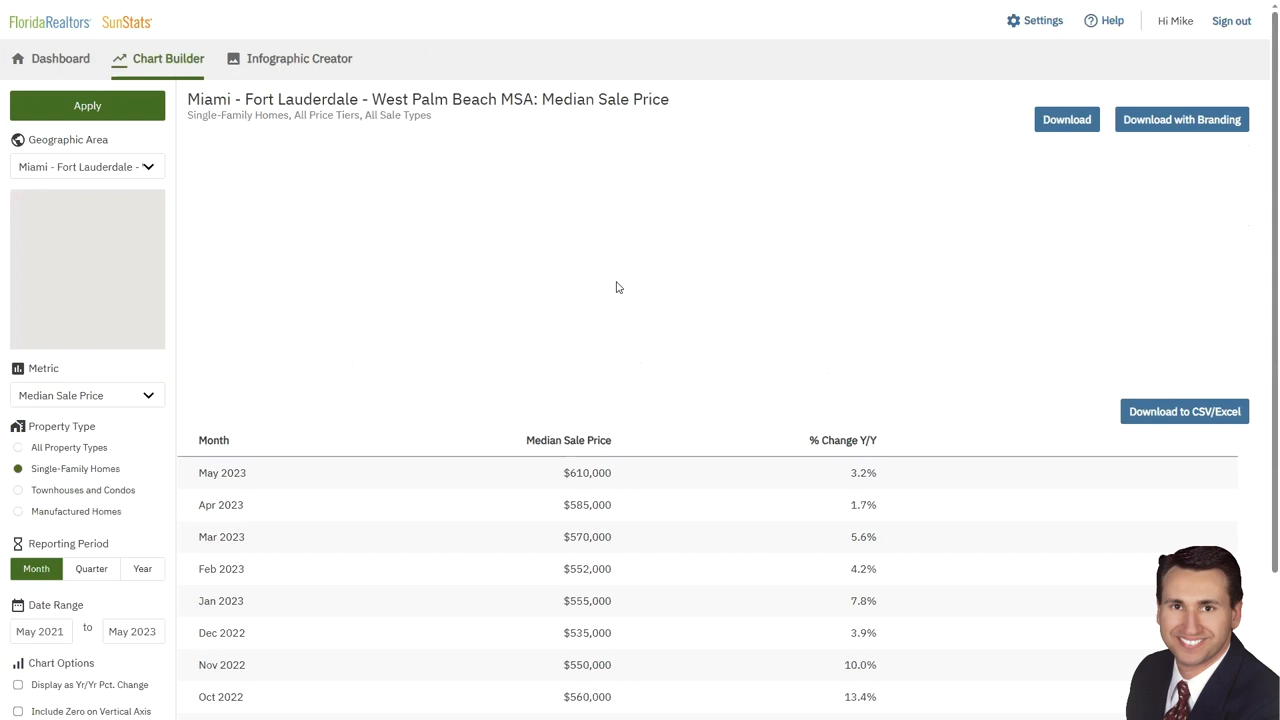 FloridaRealtors SunStats
Settings Help Hi Mike Sign out
Dashboard Chart Builder Infographic Creator
Apply
Geographic Area
Miami - Fort Lauderdale -
Metric
Median Sale Price
Property Type
All Property Types
Single-Family Homes
Townhouses and Condos
Manufactured Homes
Reporting Period
Month Quarter Year
Date Range
May 2021 to May 2023
Chart Options
Display as Yr/Yr Pct. Change
Include Zero on Vertical Axis
Miami - Fort Lauderdale - West Palm Beach MSA: Median Sale Price
Single-Family Homes, All Price Tiers, All Sale Types
Download Download with Branding
Download to CSV/Excel
Month Median Sale Price % Change Y/Y
May 2023 $610,000 3.2%
Apr 2023 $585,000 1.7%
Mar 2023 $570,000 5.6%
Feb 2023 $552,000 4.2%
Jan 2023 $555,000 7.8%
Dec 2022 $535,000 3.9%
Nov 2022 $550,000 10.0%
Oct 2022 $560,000 13.4%